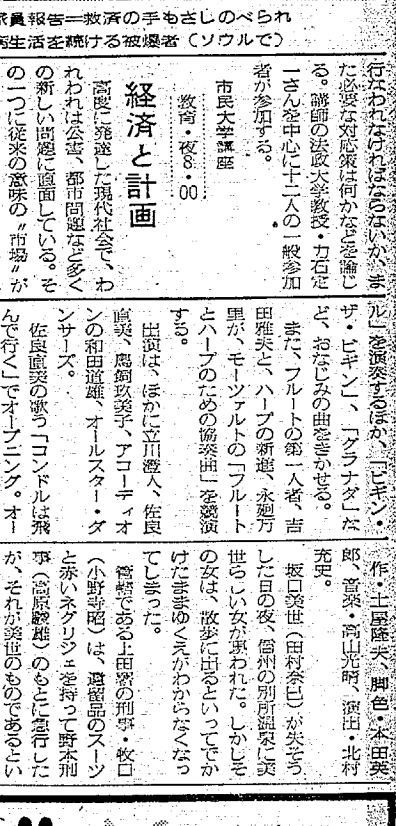 員報告＝救済の手もさしのべられ
生活を続ける被爆者（ソウルで）
行なわれなければならないか、ま
た必要な対応策は何かなどを論じ
る。講師の法政大学教授・力石定
一さんを中心に十二人の一般参加
者が参加する。
市民大学講座
教育・夜8・00
経済と計画
高度に発達した現代社会で、わ
れわれは公害、都市問題など多く
の新しい問題に直面している。そ
の一つに従来の意味の〝市場〟が
ル」を演奏するほか、「ビギン・
ザ・ビギン」、「グラナダ」な
ど、おなじみの曲をきかせる。
また、フルートの第一人者、吉
田雅夫と、ハープの新進、永廻万
里が、モーツァルトの「フルート
とハープのための協奏曲」を競演
する。
出演は、ほかに立川澄人、佐良
直美、鳥飼玖美子、アコーディオ
ンの和田道雄、オールスター・ダ
ンサーズ。
佐良直美の歌う「コンドルは飛
んで行く」でオープニング。オー
作・土屋隆夫、脚色・本田英
郎、音楽・高山光晴、演出・北村
充史。
坂口美世（田村奈巳）が失そう
した日の夜、信州の別所温泉に美
世らしい女が現われた。しかしそ
の女は、散歩に出るといってでか
けたままゆくえがわからなくなっ
てしまった。
管轄である上田署の刑事・牧口
（小野寺昭）は、遺留品のスーツ
と赤いネグリジェを持って野本刑
事（高原駿雄）のもとに急行した
が、それが美世のものであるとい